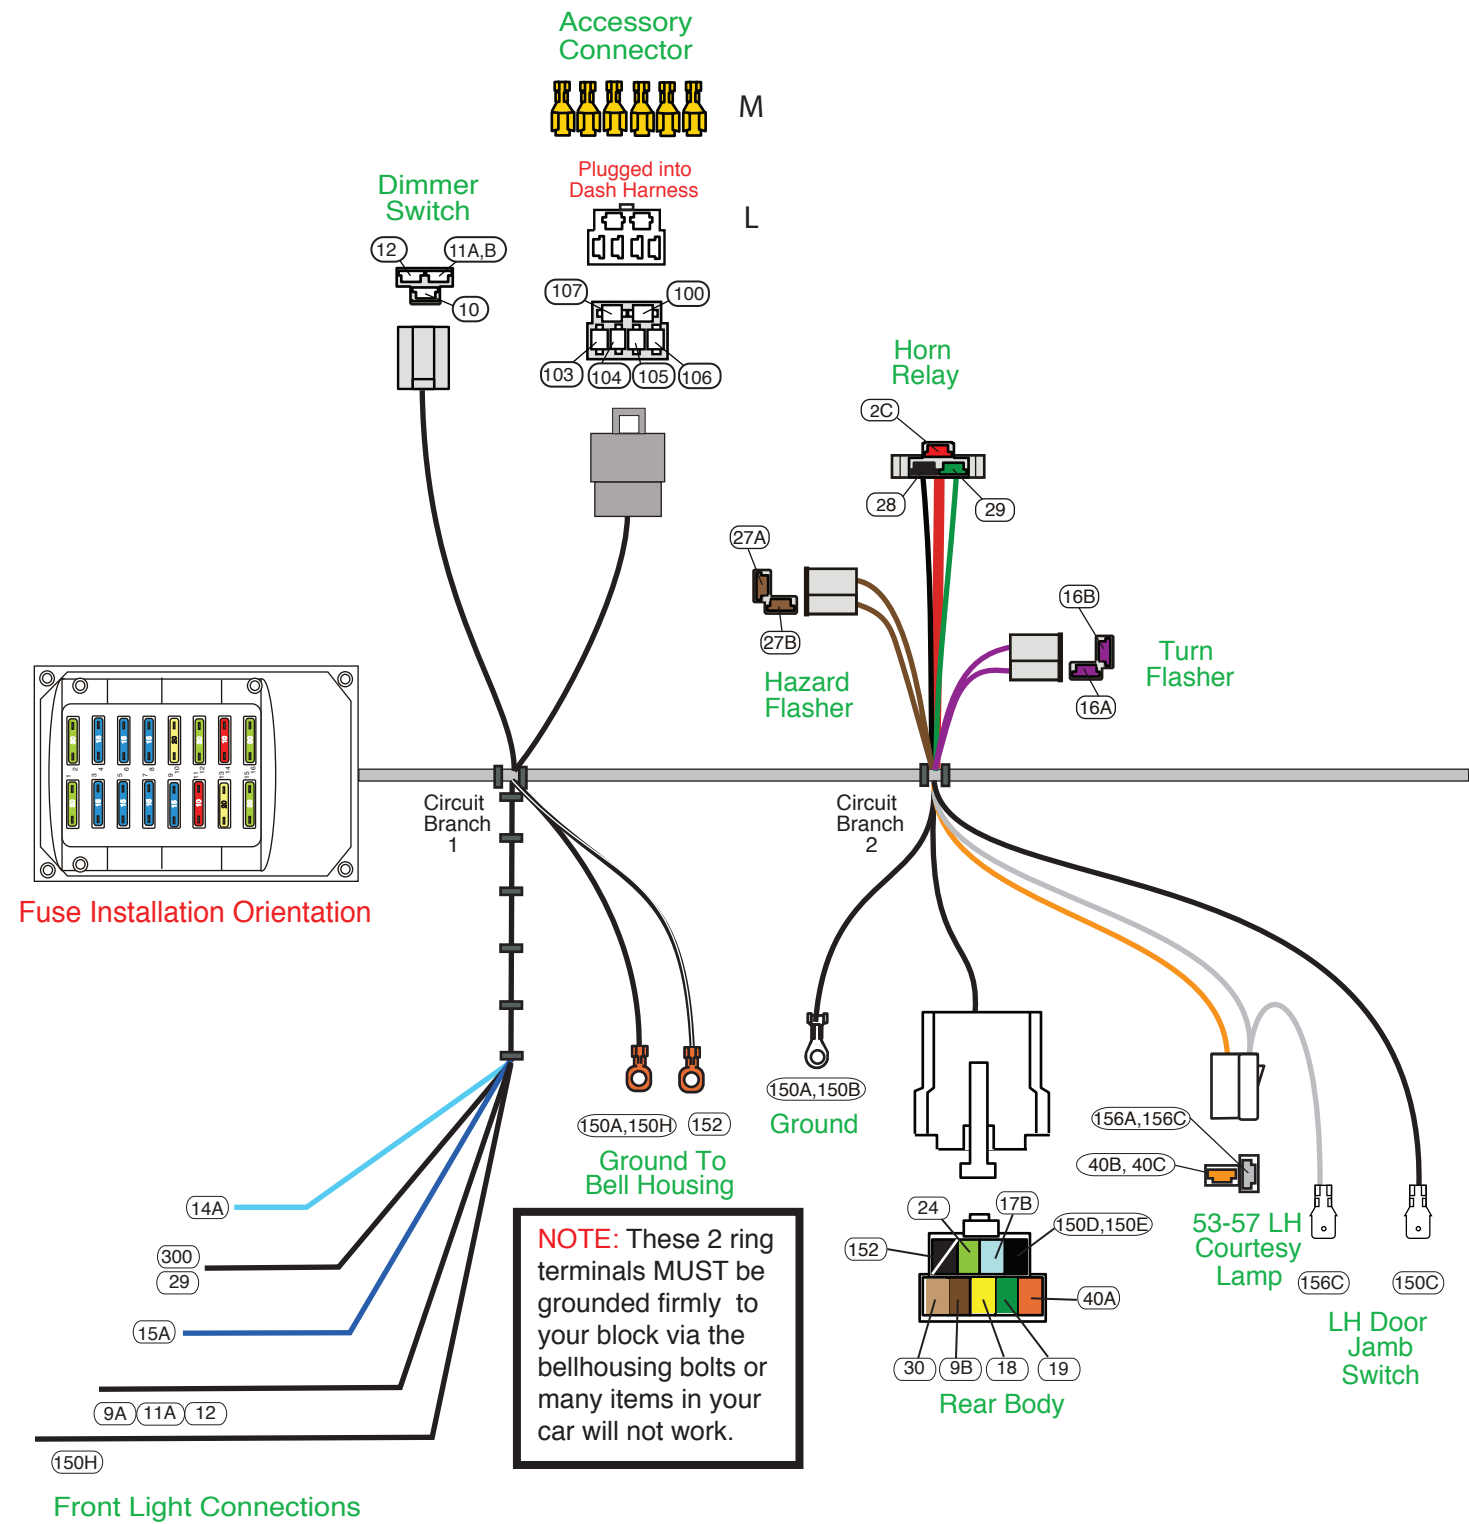 Accessory
Connector
M
Plugged into
Dash Harness
L
Dimmer
Switch
12
11A,B
10
107
100
103
104
105
106
Horn
Relay
2C
28
29
27A
27B
Hazard
Flasher
16B
16A
Turn
Flasher
Circuit
Branch
1
Circuit
Branch
2
Fuse Installation Orientation
150A,150H
152
Ground To
Bell Housing
150A,150B
Ground
156A,156C
40B, 40C
53-57 LH
Courtesy
Lamp
156C
150C
LH Door
Jamb
Switch
24
17B
150D,150E
152
40A
30
9B
18
19
Rear Body
NOTE: These 2 ring
terminals MUST be
grounded firmly to
your block via the
bellhousing bolts or
many items in your
car will not work.
14A
300
29
15A
9A
11A
12
150H
Front Light Connections